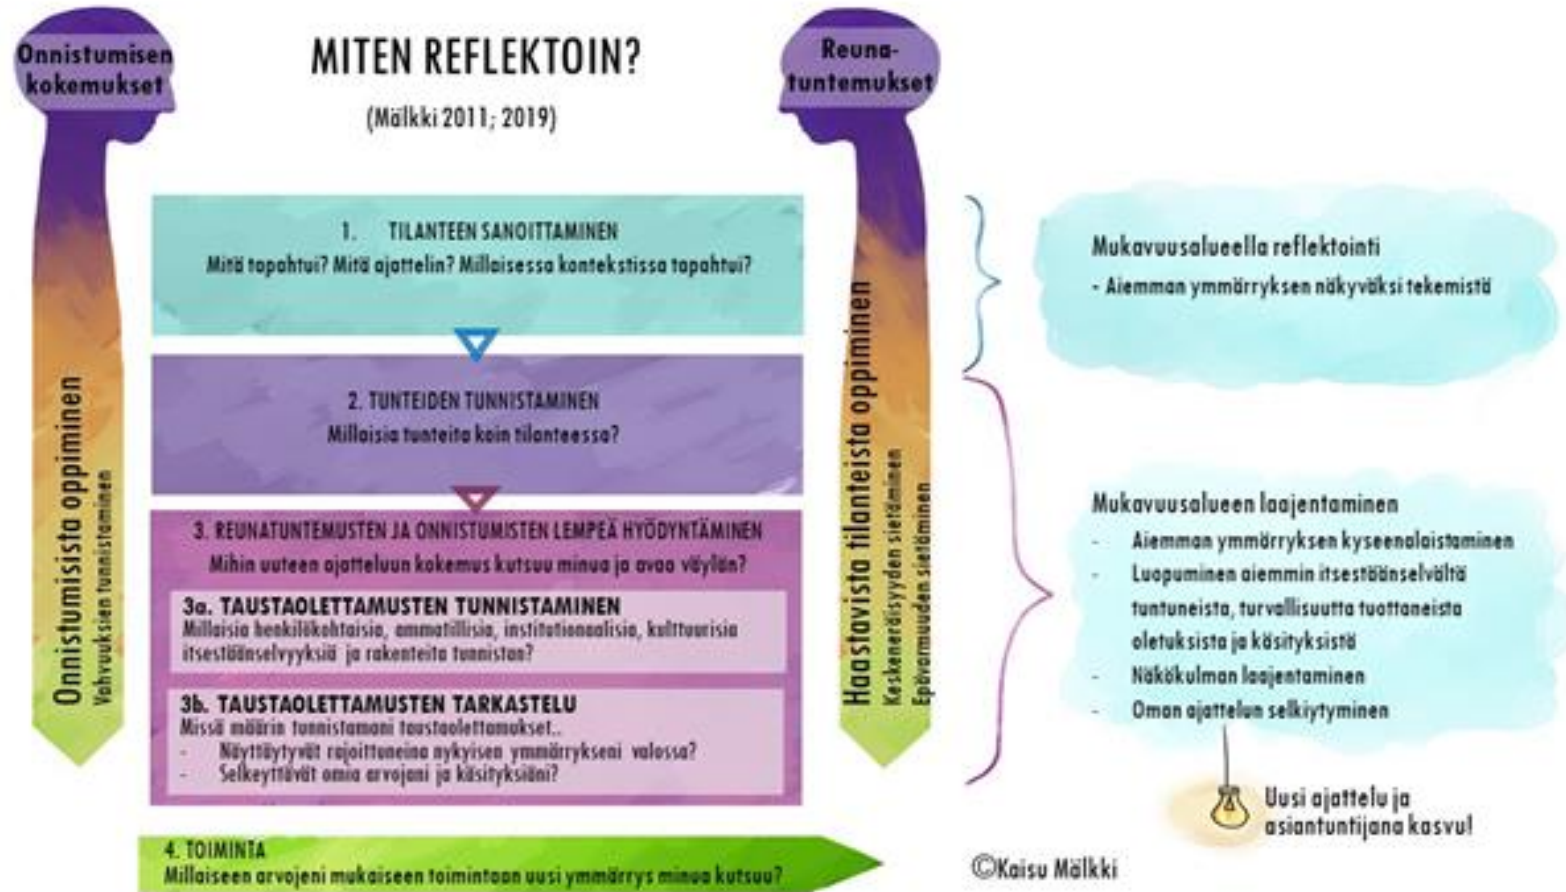 Onnistumisen
kokemukset
MITEN REFLEKTOIN?
(Mälkki 2011; 2019)
Reuna-
tuntemukset
Onnistumisista oppiminen
Vahvuuksien tunnistaminen
1. TILANTEEN SANOITTAMINEN
Mitä tapahtui? Mitä ajattelin? Millaisessa kontekstissa tapahtui?
2. TUNTEIDEN TUNNISTAMINEN
Millaisia tunteita koin tilanteessa?
3. REUNATUNTEMUSTEN JA ONNISTUMISTEN LEMPEÄ HYÖDYNTÄMINEN
Mihin uuteen ajatteluun kokemus kutsuu minua ja avaa väylän?
3a. TAUSTAOLETTAMUSTEN TUNNISTAMINEN
Millaisia henkilökohtaisia, ammatillisia, institutionaalisia, kulttuurisia
itsestäänselvyyksiä ja rakenteita tunnistan?
3b. TAUSTAOLETTAMUSTEN TARKASTELU
Missä määrin tunnistamani taustaolettamukset..
- Näyttäytyvät rajoittuneina nykyisen ymmärrykseni valossa?
- Selkeyttävät omia arvojani ja käsityksiäni?
4. TOIMINTA
Millaiseen arvojeni mukaiseen toimintaan uusi ymmärrys minua kutsuu?
Haastavista tilanteista oppiminen
Keskeneräisyyden sietäminen
Epävarmuuden sietäminen
Mukavuusalueella reflektointi
- Aiemman ymmärryksen näkyväksi tekemistä
Mukavuusalueen laajentaminen
- Aiemman ymmärryksen kyseenalaistaminen
- Luopuminen aiemmin itsestäänselvältä
tuntuneista, turvallisuutta tuottaneista
oletuksista ja käsityksistä
- Näkökulman laajentaminen
- Oman ajattelun selkiytyminen
Uusi ajattelu ja
asiantuntijana kasvu!
©Kaisu Mälkki